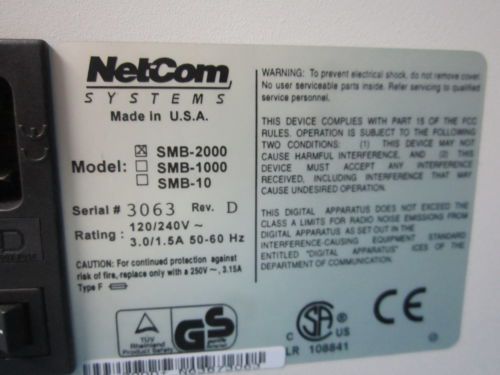 NetCom
SYSTEMS
Made in U.S.A.
Model: SMB-2000
SMB-1000
SMB-10
Serial # 3063 Rev. D
Rating : 120/240V ~
3.0/1.5A 50-60 Hz
CAUTION: For continued protection against
risk of fire, replace only with a 250V ~, 3.15A
Type F
TÜV
Rheinland
Product Safety
GS
WARNING: To prevent electrical shock, do not remove cover.
No user serviceable parts inside. Refer servicing to qualified
service personnel.
THIS DEVICE COMPLIES WITH PART 15 OF THE FCC
RULES. OPERATION IS SUBJECT TO THE FOLLOWING
TWO CONDITIONS: (1) THIS DEVICE MAY NOT
CAUSE HARMFUL INTERFERENCE, AND (2) THIS
DEVICE MUST ACCEPT ANY INTERFERENCE
RECEIVED, INCLUDING INTERFERENCE THAT MAY
CAUSE UNDESIRED OPERATION.
THIS DIGITAL APPARATUS DOES NOT EXCEED THE
CLASS A LIMITS FOR RADIO NOISE EMISSIONS FROM
DIGITAL APPARATUS AS SET OUT IN THE
INTERFERENCE-CAUSING EQUIPMENT STANDARD
ENTITLED "DIGITAL APPARATUS" ICES OF THE
DEPARTMENT OF COMMUNICATION.
C SA US
LR 108841
CE